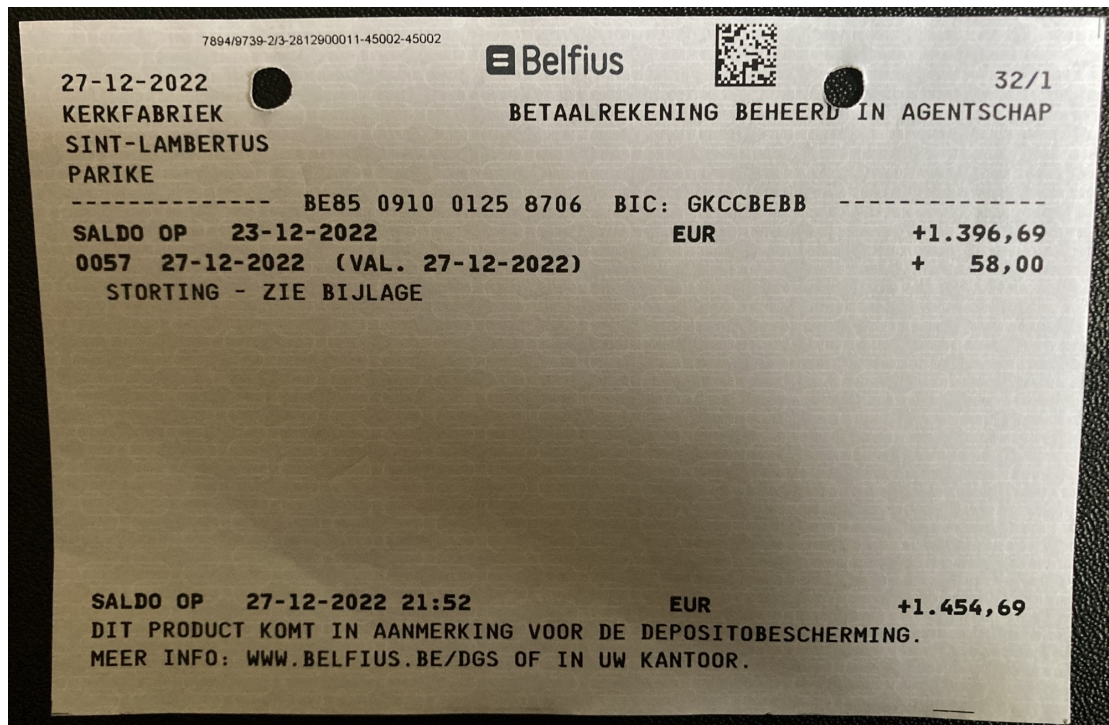 7894/9739-2/3-2812900011-45002-45002
Belfius
27-12-2022 32/1
KERKFABRIEK BETAALREKENING BEHEERD IN AGENTSCHAP
SINT-LAMBERTUS
PARIKE
-------------- BE85 0910 0125 8706 BIC: GKCCBEBB --------------
SALDO OP 23-12-2022 EUR +1.396,69
0057 27-12-2022 (VAL. 27-12-2022) + 58,00
STORTING - ZIE BIJLAGE
SALDO OP 27-12-2022 21:52 EUR +1.454,69
DIT PRODUCT KOMT IN AANMERKING VOOR DE DEPOSITOBESCHERMING.
MEER INFO: WWW.BELFIUS.BE/DGS OF IN UW KANTOOR.